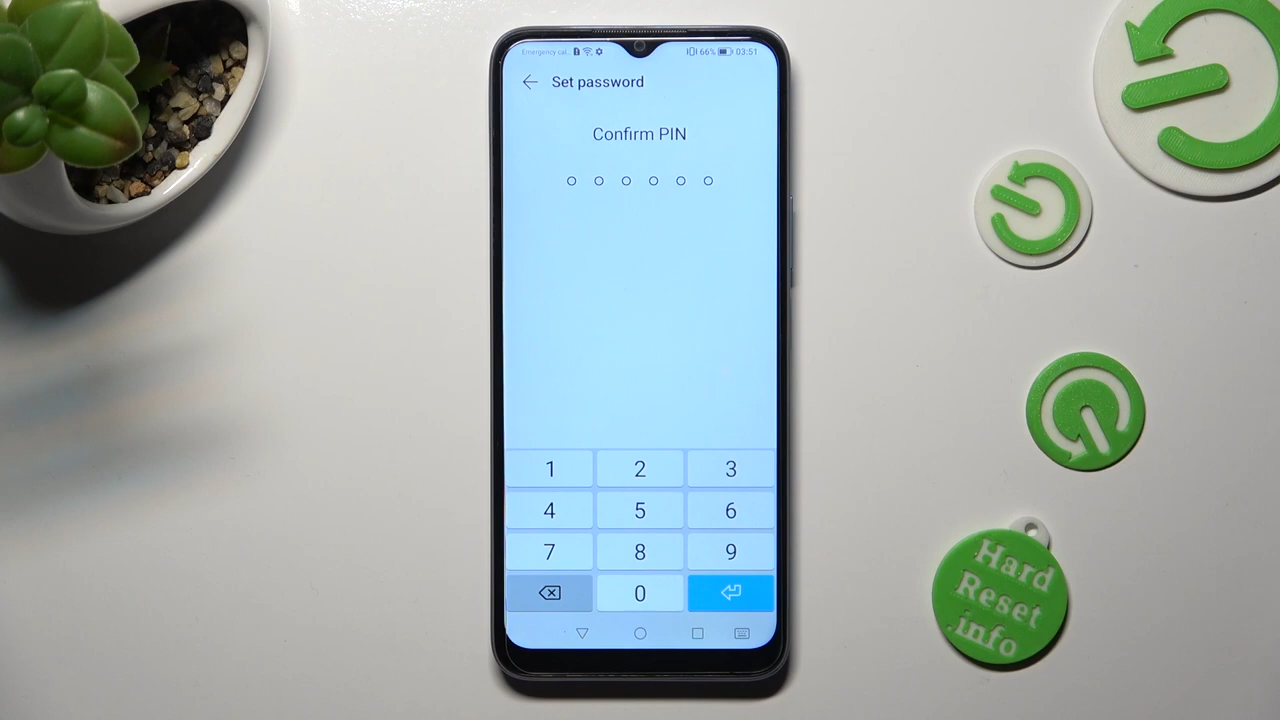 Emergency cal.. 66% 03:51
Set password
Confirm PIN
1 2 3
4 5 6
7 8 9
0
Hard
Reset
.info